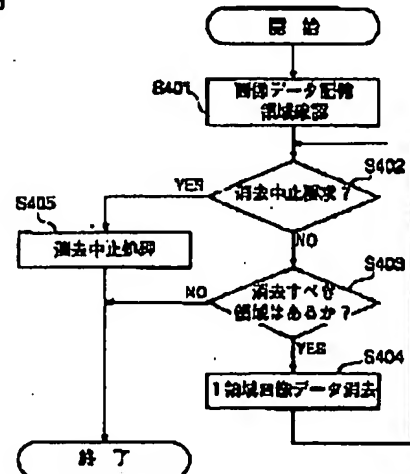 開 始
S401
画像データ記憶
領域確認
S402
消去中止要求？
YES
S405
消去中止処理
NO
S403
消去すべき
領域はあるか？
NO
YES
S404
1領域画像データ消去
終 了